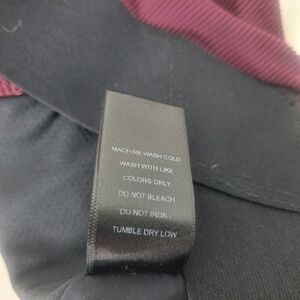 MACHINE WASH COLD
WASH WITH LIKE
COLORS ONLY
DO NOT BLEACH
DO NOT IRON
TUMBLE DRY LOW